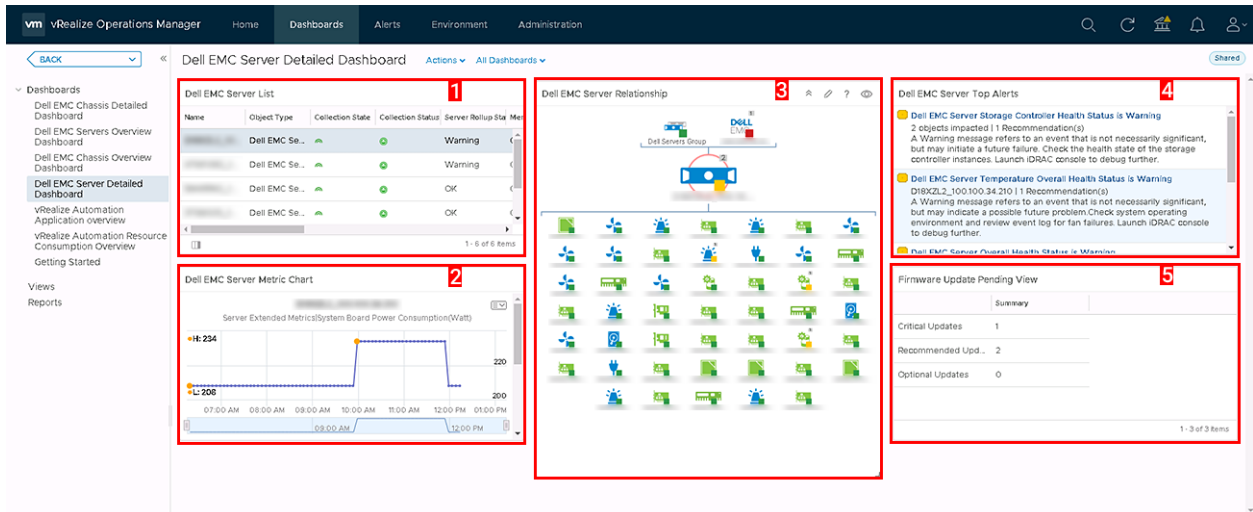 vm vRealize Operations Manager Home Dashboards Alerts Environment Administration
BACK
Dell EMC Server Detailed Dashboard Actions All Dashboards Shared
Dashboards
Dell EMC Chassis Detailed
Dashboard
Dell EMC Servers Overview
Dashboard
Dell EMC Chassis Overview
Dashboard
Dell EMC Server Detailed
Dashboard
vRealize Automation
Application overview
vRealize Automation Resource
Consumption Overview
Getting Started
Views
Reports
Dell EMC Server List 1
Name Object Type Collection State Collection Status Server Rollup Sta Mer
Dell EMC Se.. Warning
Dell EMC Se.. Warning
Dell EMC Se.. OK
Dell EMC Se.. OK
1 - 6 of 6 items
Dell EMC Server Metric Chart 2
Server Extended Metrics|System Board Power Consumption(Watt)
H: 234
220
L: 208
200
07:00 AM 08:00 AM 09:00 AM 10:00 AM 11:00 AM 12:00 PM 01:00 PM
09:00 AM 12:00 PM
Dell EMC Server Relationship 3
Dell Servers Group
DELL
EMC
2
Dell EMC Server Top Alerts 4
Dell EMC Server Storage Controller Health Status is Warning
2 objects impacted | 1 Recommendation(s)
A Warning message refers to an event that is not necessarily significant,
but may initiate a future failure. Check the health state of the storage
controller instances. Launch iDRAC console to debug further.
Dell EMC Server Temperature Overall Health Status is Warning
D18XZL2_100.100.34.210 | 1 Recommendation(s)
A Warning message refers to an event that is not necessarily significant,
but may indicate a possible future problem.Check system operating
environment and review event log for fan failures. Launch iDRAC console
to debug further.
Dell EMC Server Overall Health Status is Warning
Firmware Update Pending View 5
Summary
Critical Updates 1
Recommended Upd... 2
Optional Updates 0
1 - 3 of 3 items